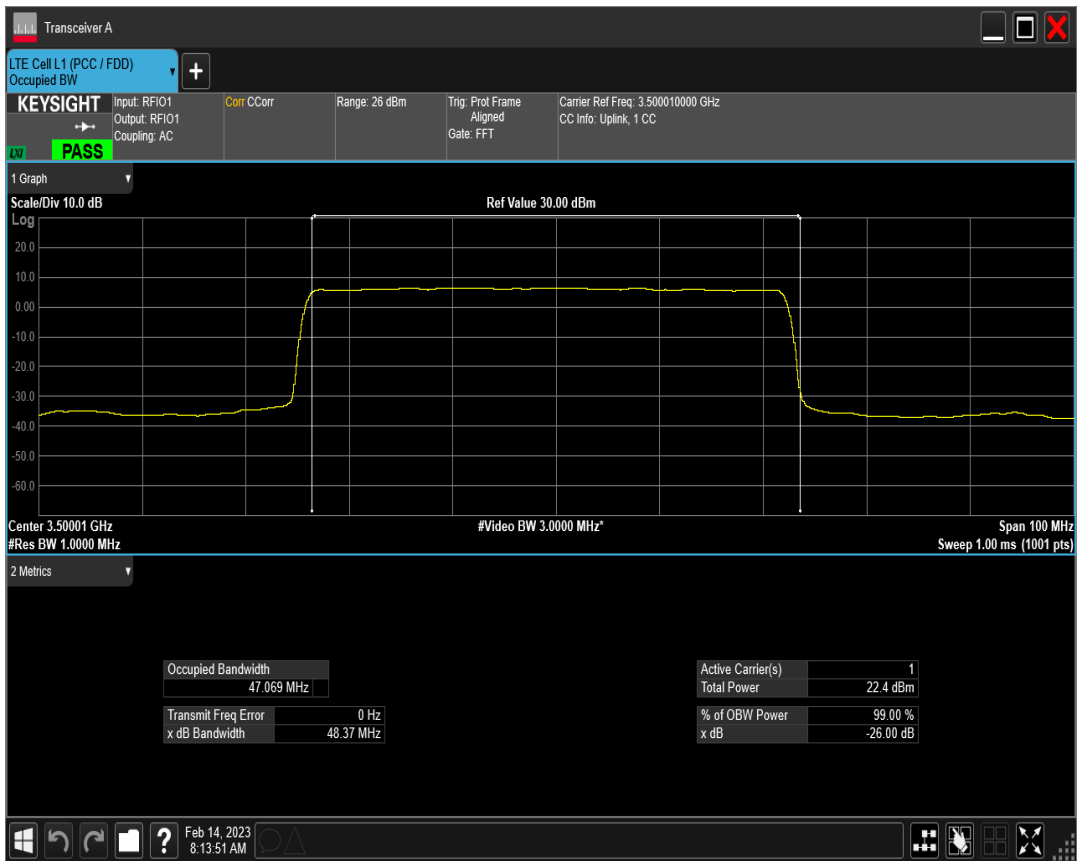 Transceiver A
LTE Cell L1 (PCC / FDD)
Occupied BW
KEYSIGHT
LXI
PASS
Input: RFIO1
Output: RFIO1
Coupling: AC
Corr CCorr
Range: 26 dBm
Trig: Prot Frame
Aligned
Gate: FFT
Carrier Ref Freq: 3.500010000 GHz
CC Info: Uplink, 1 CC
1 Graph
Scale/Div 10.0 dB
Ref Value 30.00 dBm
Log
20.0
10.0
0.00
-10.0
-20.0
-30.0
-40.0
-50.0
-60.0
Center 3.50001 GHz
#Video BW 3.0000 MHz*
Span 100 MHz
#Res BW 1.0000 MHz
Sweep 1.00 ms (1001 pts)
2 Metrics
Occupied Bandwidth
47.069 MHz
Transmit Freq Error 0 Hz
x dB Bandwidth 48.37 MHz
Active Carrier(s) 1
Total Power 22.4 dBm
% of OBW Power 99.00 %
x dB -26.00 dB
Feb 14, 2023
8:13:51 AM